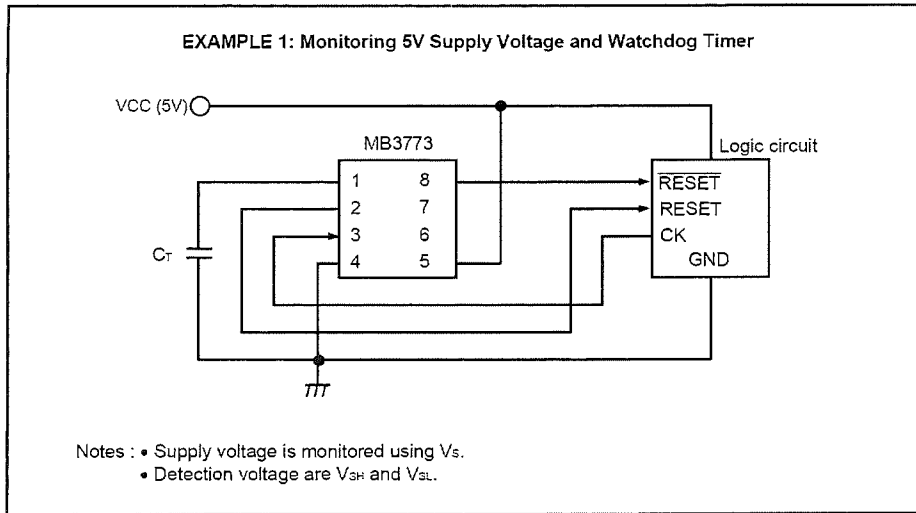 EXAMPLE 1: Monitoring 5V Supply Voltage and Watchdog Timer
VCC (5V)
MB3773
Logic circuit
1 8
2 7
3 6
4 5
RESET
RESET
CK
GND
CT
Notes : • Supply voltage is monitored using VS.
• Detection voltage are VSH and VSL.